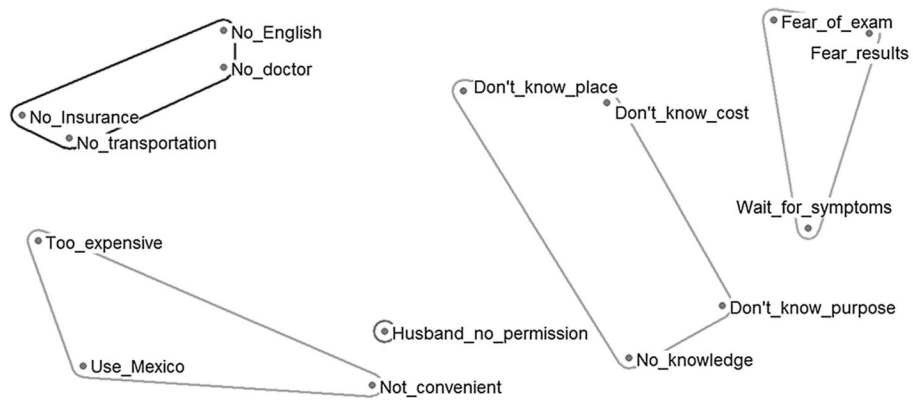 No_English
No_doctor
No_Insurance
No_transportation
Don't_know_place
Don't_know_cost
Fear_of_exam
Fear_results
Wait_for_symptoms
Too_expensive
Use_Mexico
Husband_no_permission
Not_convenient
Don't_know_purpose
No_knowledge